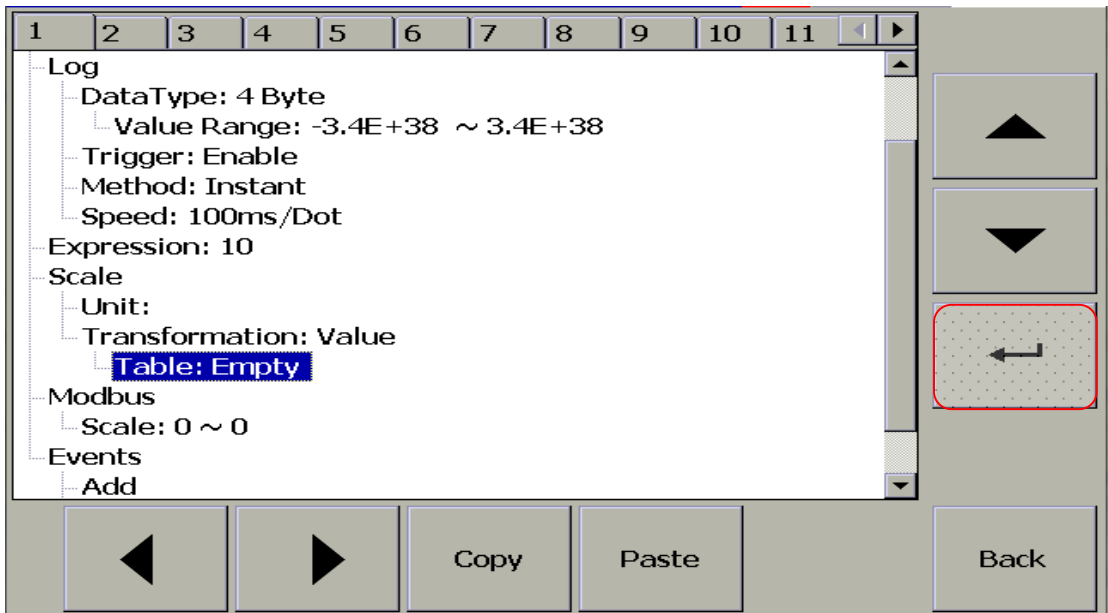 1 2 3 4 5 6 7 8 9 10 11
Log
DataType: 4 Byte
Value Range: -3.4E+38 ~ 3.4E+38
Trigger: Enable
Method: Instant
Speed: 100ms/Dot
Expression: 10
Scale
Unit:
Transformation: Value
Table: Empty
Modbus
Scale: 0 ~ 0
Events
Add
Copy Paste Back